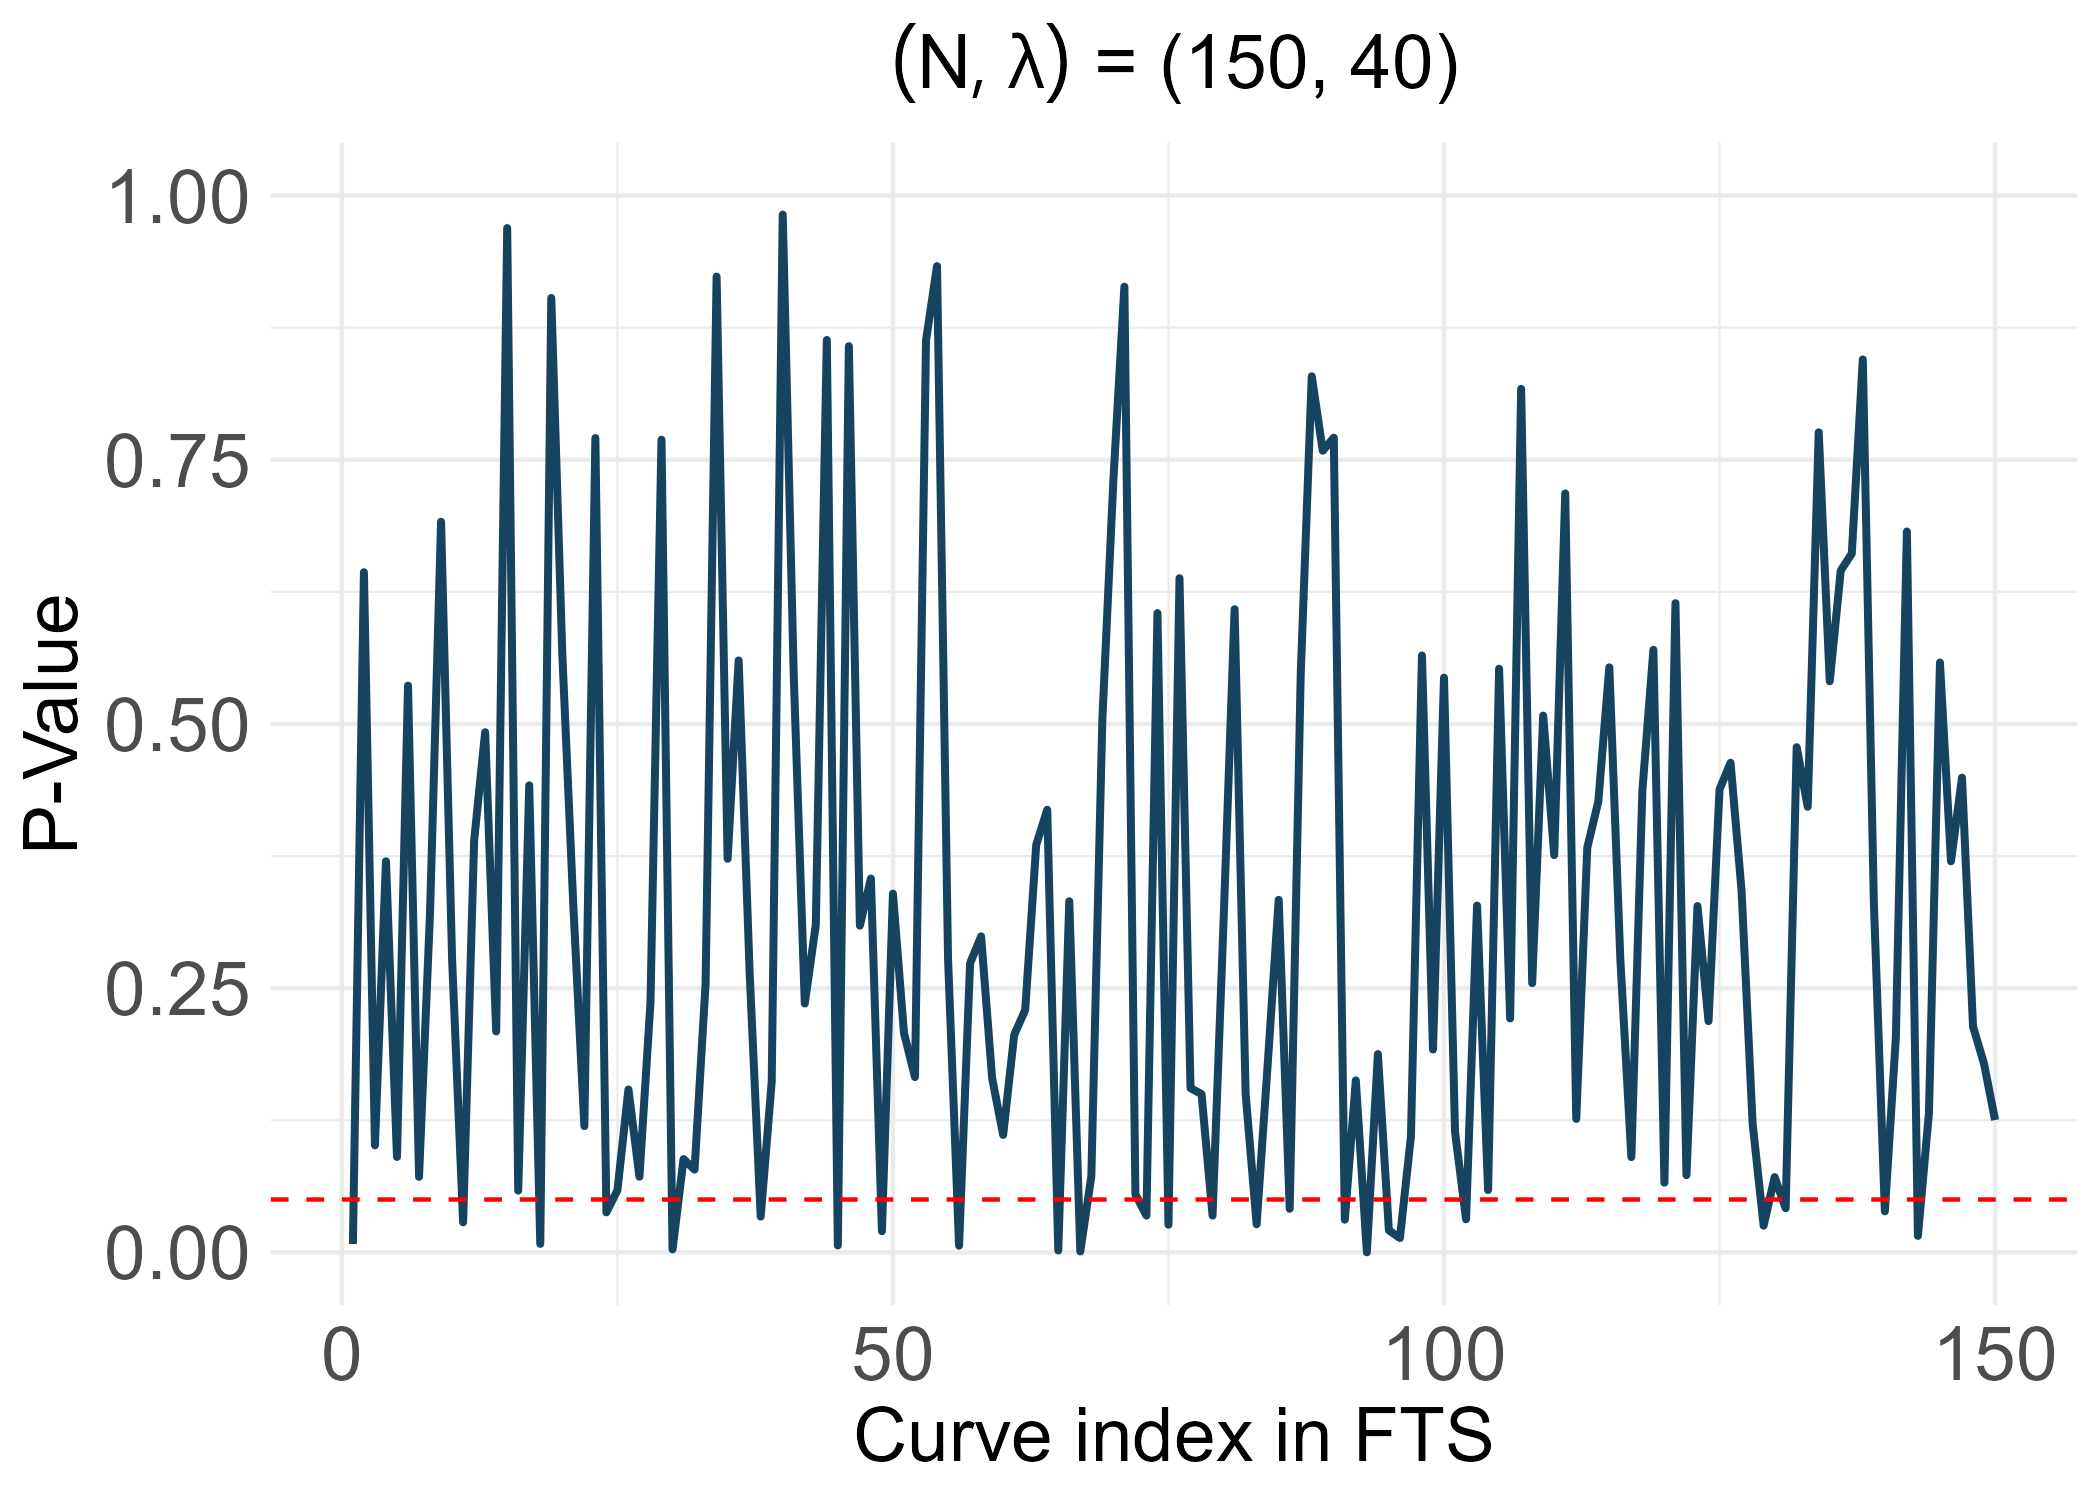 (N, λ) = (150, 40)
P-Value
1.00
0.75
0.50
0.25
0.00
0 50 100 150
Curve index in FTS